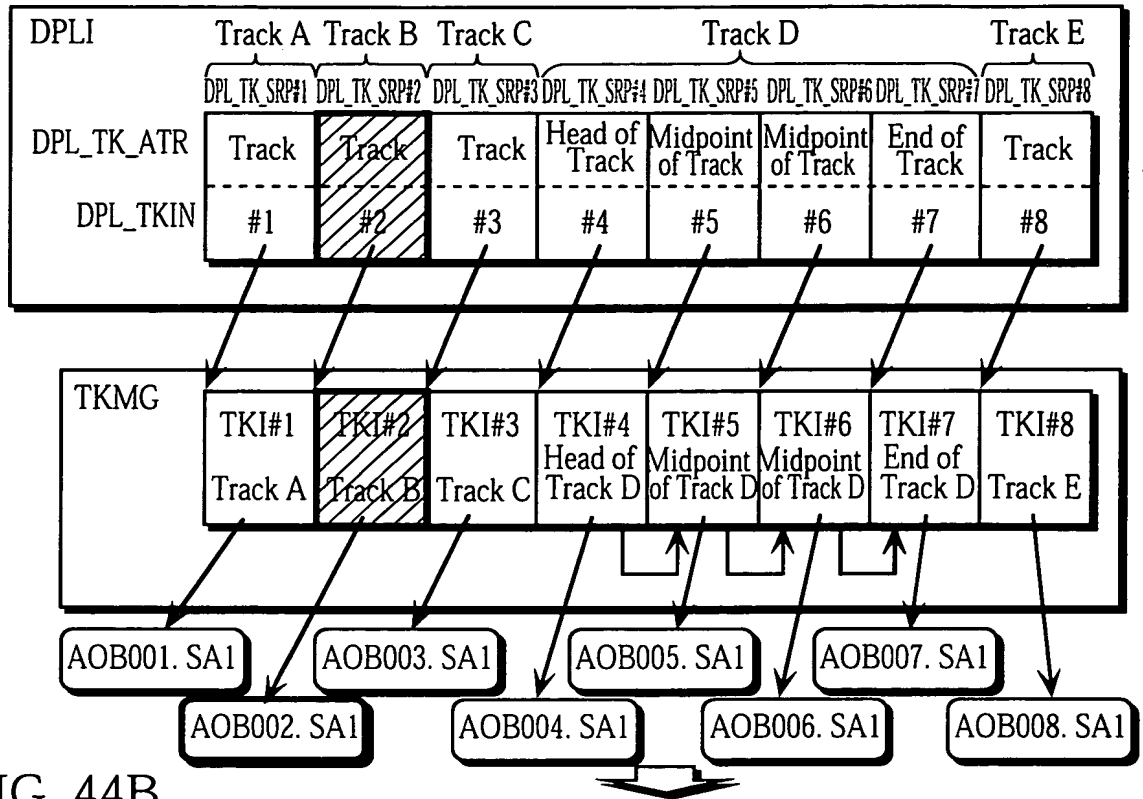 DPLI
Track A Track B Track C Track D Track E
DPL_TK_SRP#1 DPL_TK_SRP#2 DPL_TK_SRP#3 DPL_TK_SRP#4 DPL_TK_SRP#5 DPL_TK_SRP#6 DPL_TK_SRP#7 DPL_TK_SRP#8
DPL_TK_ATR Track Track Track Head of Track Midpoint of Track Midpoint of Track End of Track Track
DPL_TKIN #1 #2 #3 #4 #5 #6 #7 #8
TKMG
TKI#1 TKI#2 TKI#3 TKI#4 TKI#5 TKI#6 TKI#7 TKI#8
Track A Track B Track C Head of Track D Midpoint of Track D Midpoint of Track D End of Track D Track E
AOB001. SA1 AOB003. SA1 AOB005. SA1 AOB007. SA1
AOB002. SA1 AOB004. SA1 AOB006. SA1 AOB008. SA1
IG. 44B